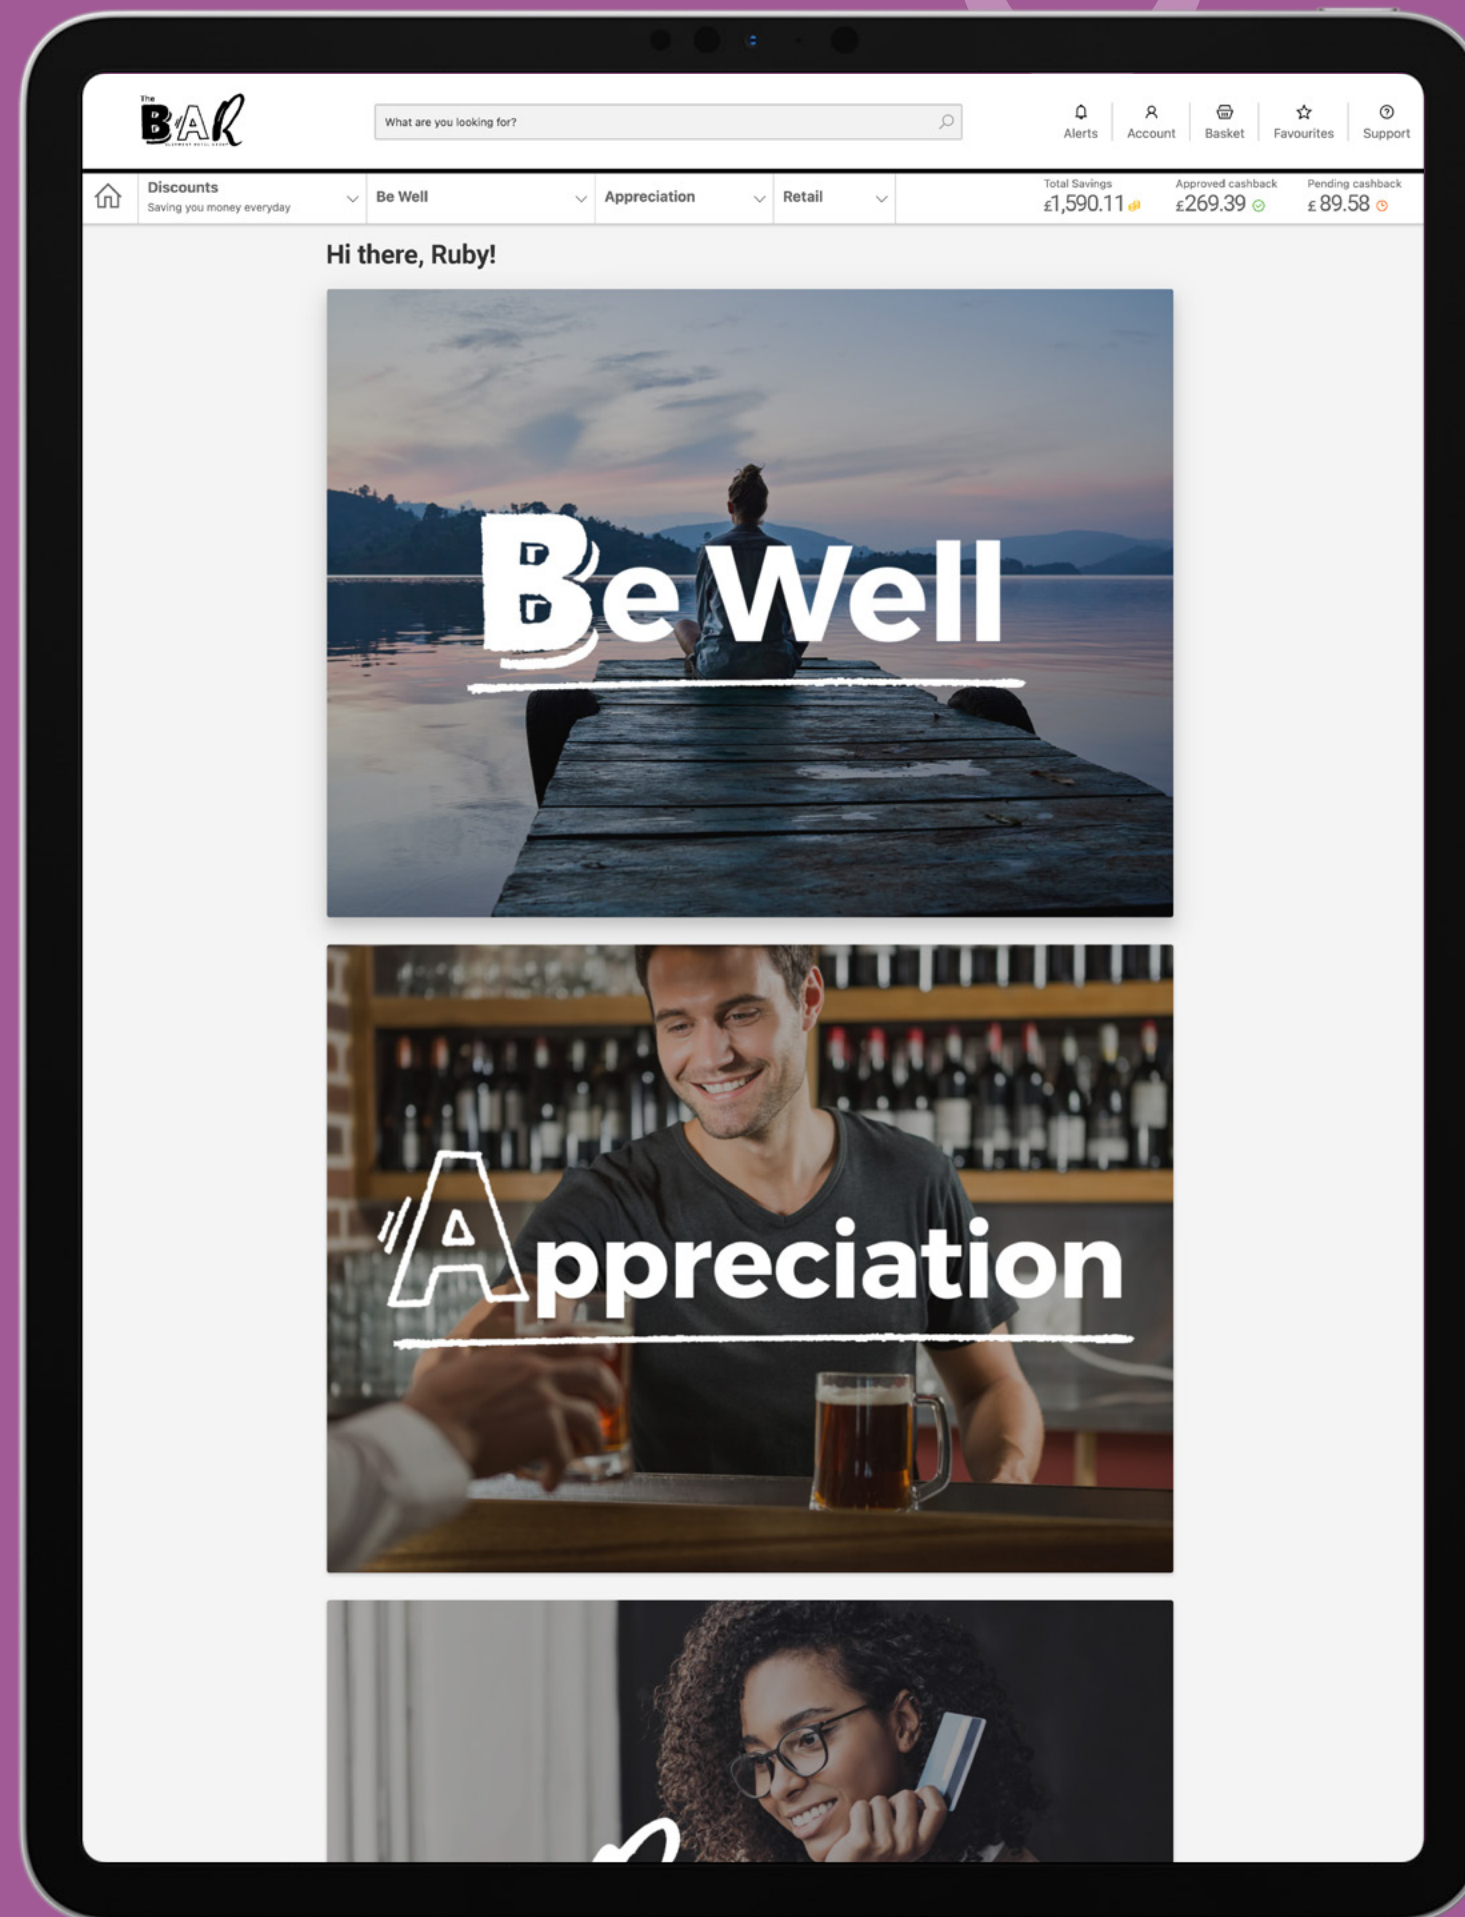 The
BAR
What are you looking for?
Alerts
Account
Basket
Favourites
Support
Discounts
Saving you money everyday
Be Well
Appreciation
Retail
Total Savings
£1,590.11
Approved cashback
£269.39
Pending cashback
£ 89.58
Hi there, Ruby!
Be Well
Appreciation